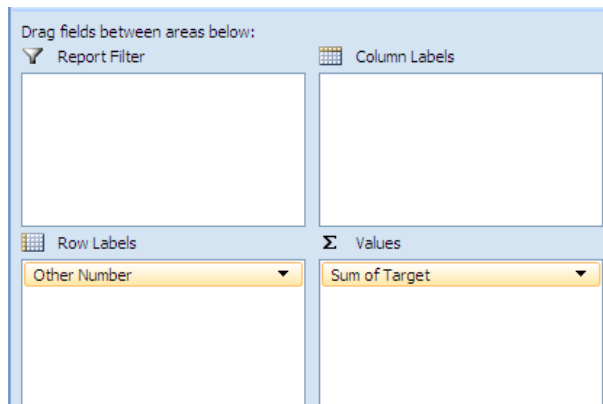 Drag fields between areas below:
Report Filter
Column Labels
Row Labels
Σ Values
Other Number
Sum of Target